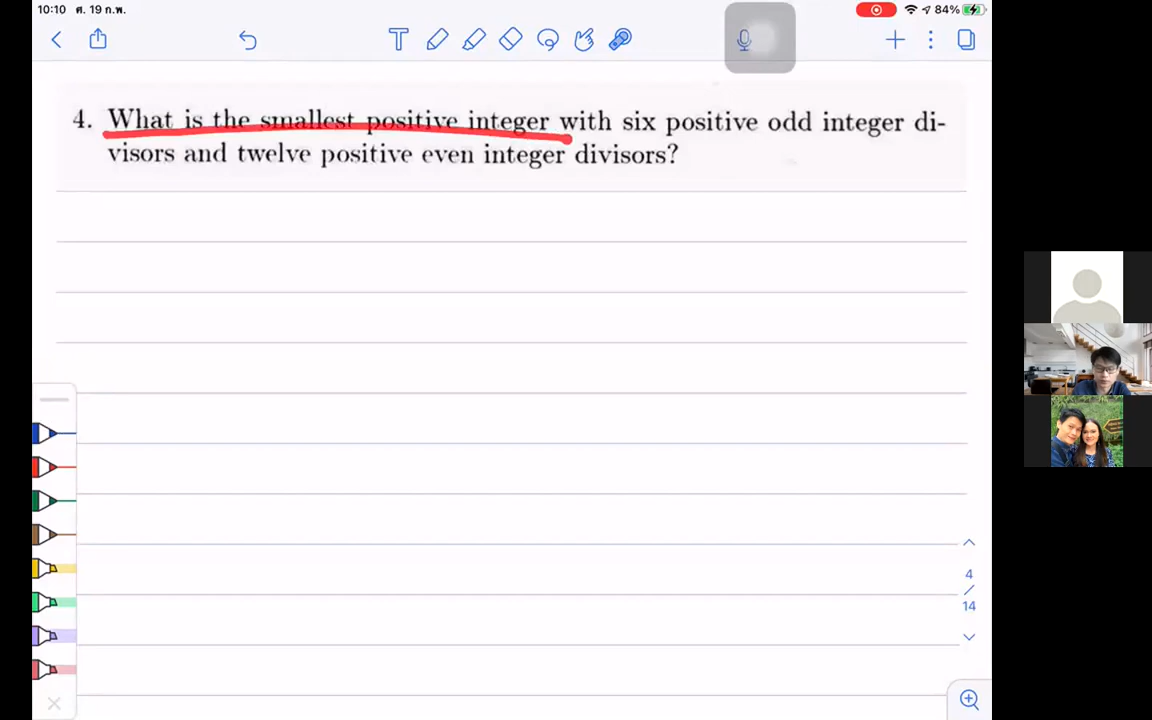 10:10 ศ. 19 ก.พ.
84%
4. What is the smallest positive integer with six positive odd integer di-
visors and twelve positive even integer divisors?
4
14